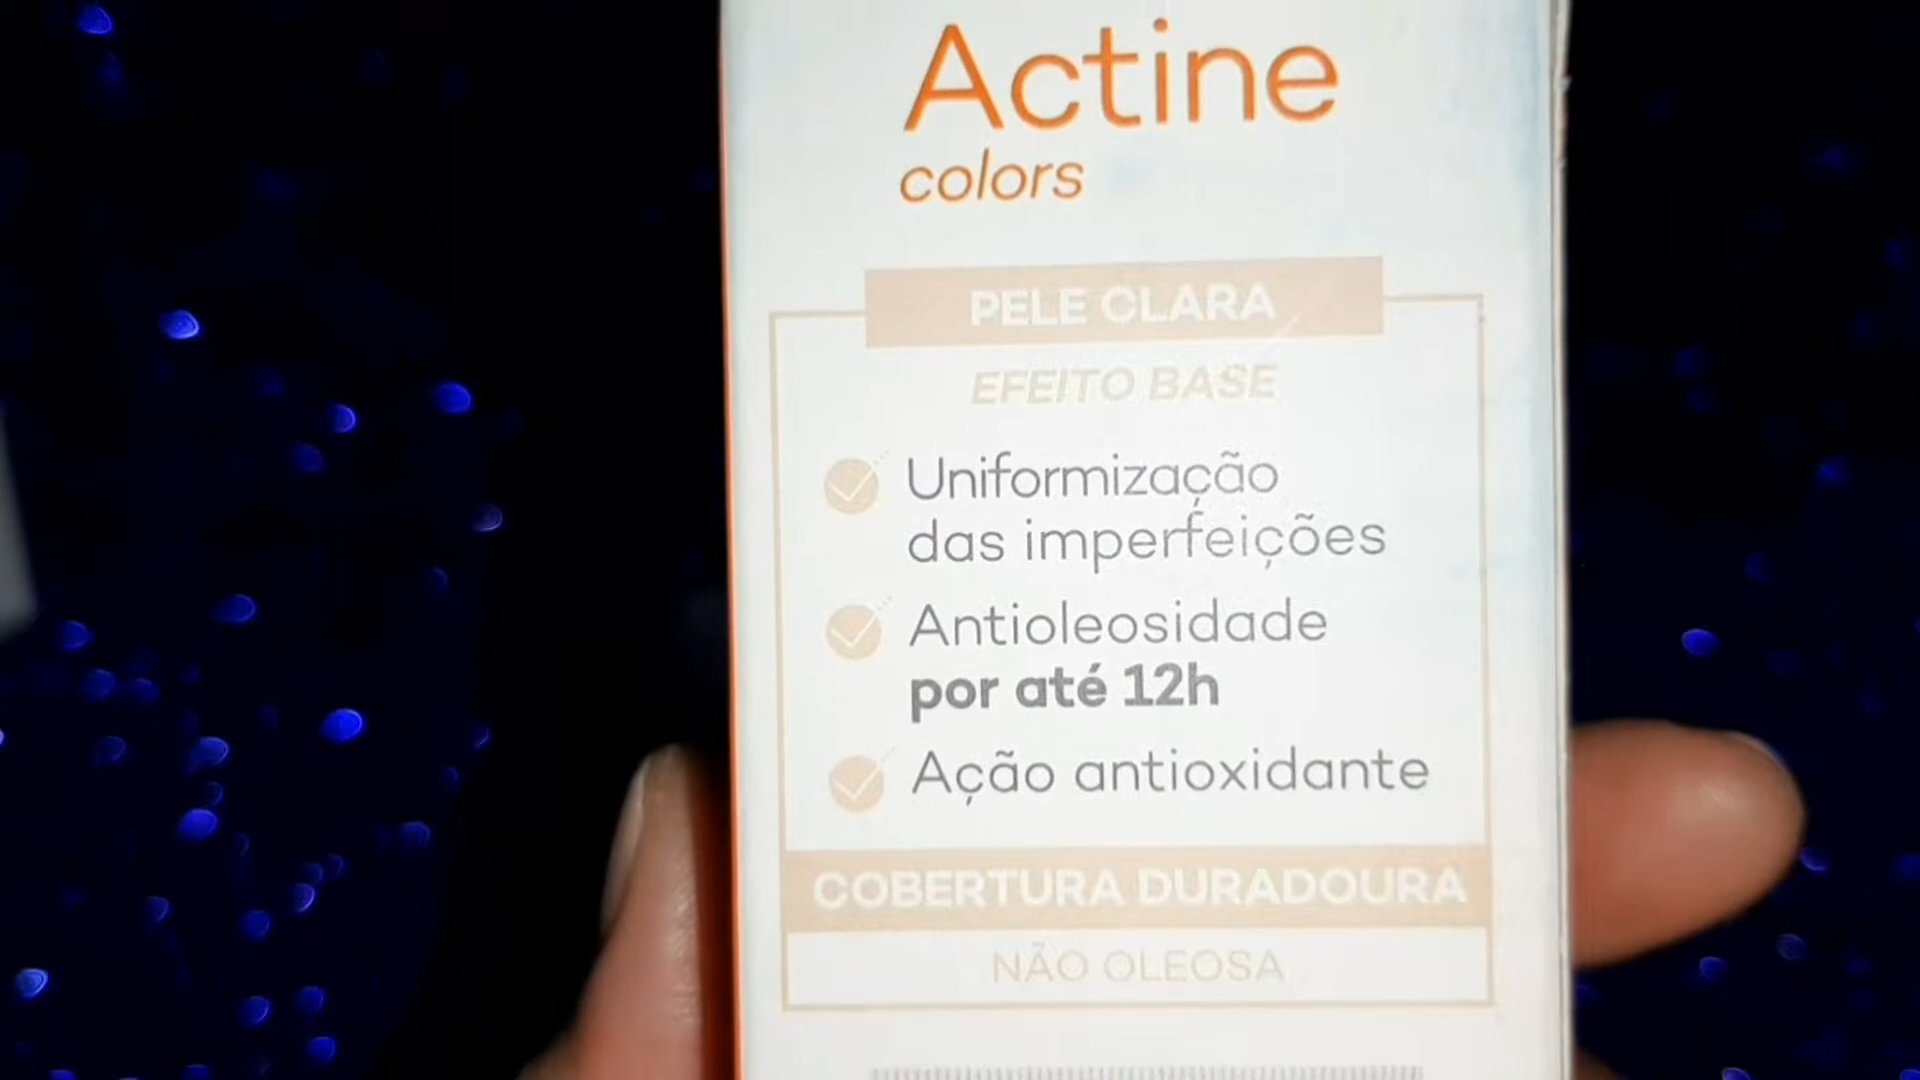 Actine
colors
PELE CLARA
EFEITO BASE
Uniformização
das imperfeições
Antioleosidade
por até 12h
Ação antioxidante
COBERTURA DURADOURA
NÃO OLEOSA